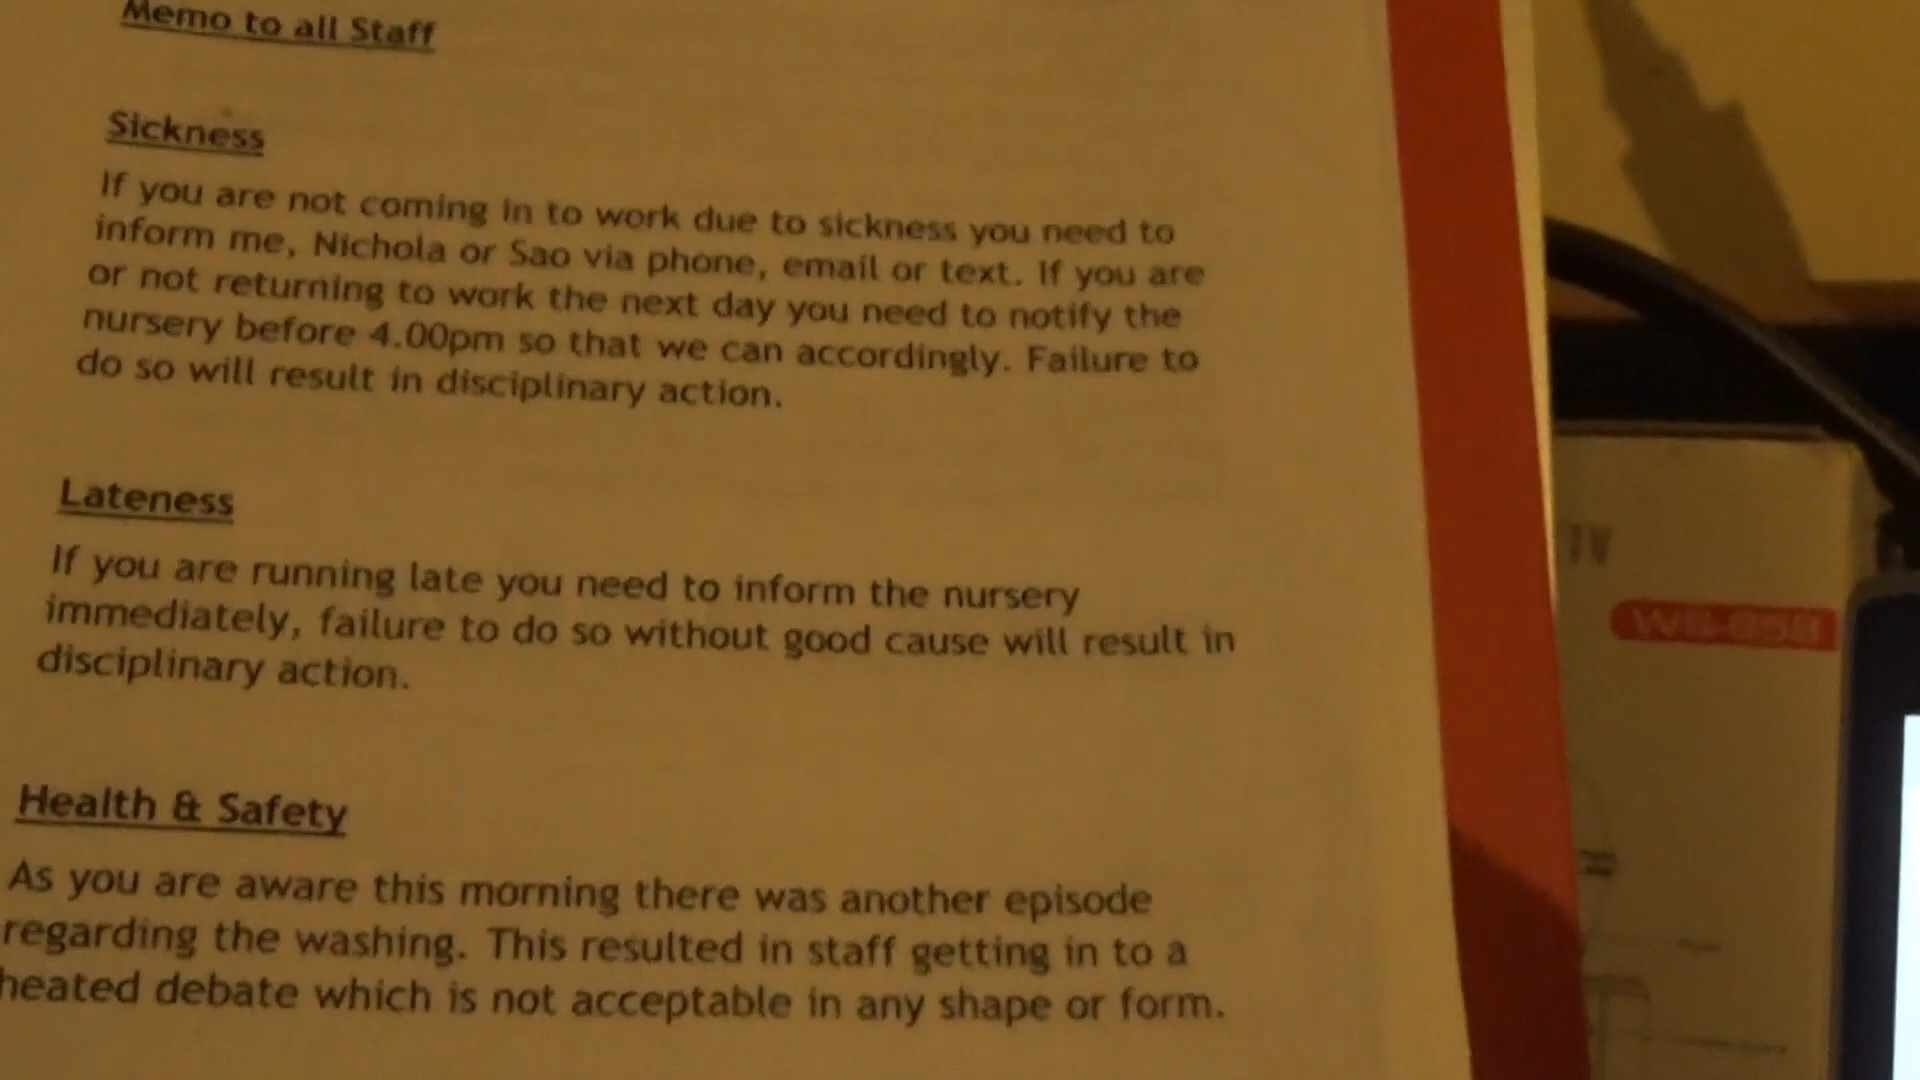 Memo to all Staff
Sickness
If you are not coming in to work due to sickness you need to
inform me, Nichola or Sao via phone, email or text. If you are
or not returning to work the next day you need to notify the
nursery before 4.00pm so that we can accordingly. Failure to
do so will result in disciplinary action.
Lateness
If you are running late you need to inform the nursery
immediately, failure to do so without good cause will result in
disciplinary action.
Health & Safety
As you are aware this morning there was another episode
regarding the washing. This resulted in staff getting in to a
heated debate which is not acceptable in any shape or form.